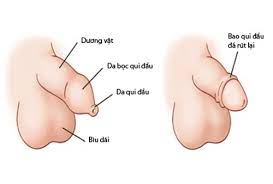 Dương vật
Da bọc qui đầu
Da qui đầu
Bìu dái
Bao qui đầu
đã rút lại